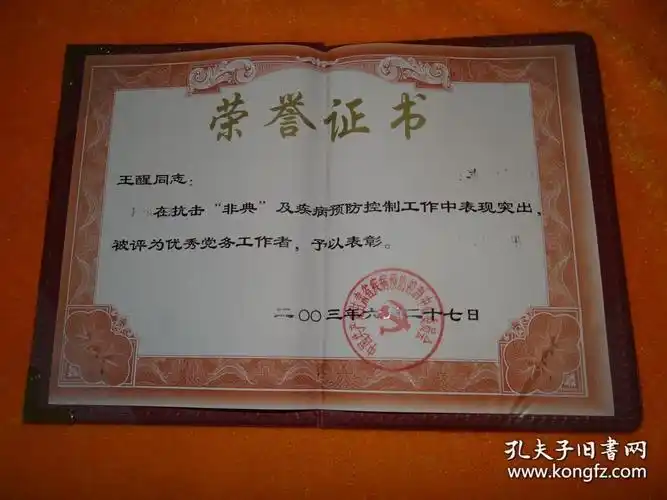 荣誉证书
王醒同志：
在抗击“非典”及疾病预防控制工作中表现突出，
被评为优秀党务工作者，予以表彰。
二〇〇三年六月二十七日
孔夫子旧书网
www.kongfz.com